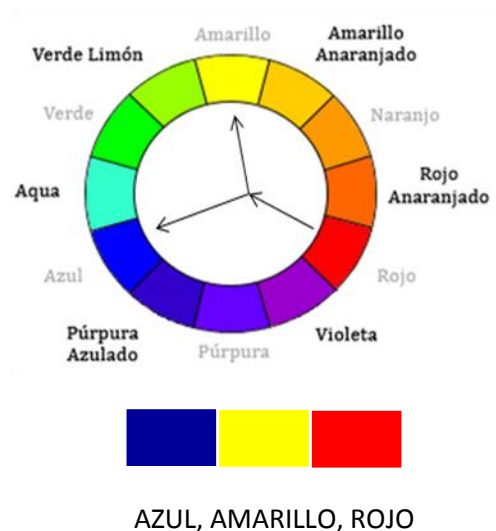 Amarillo
Amarillo
Anaranjado
Verde Limón
Verde
Naranjo
Aqua
Rojo
Anaranjado
Azul
Rojo
Púrpura
Azulado
Púrpura
Violeta
AZUL, AMARILLO, ROJO